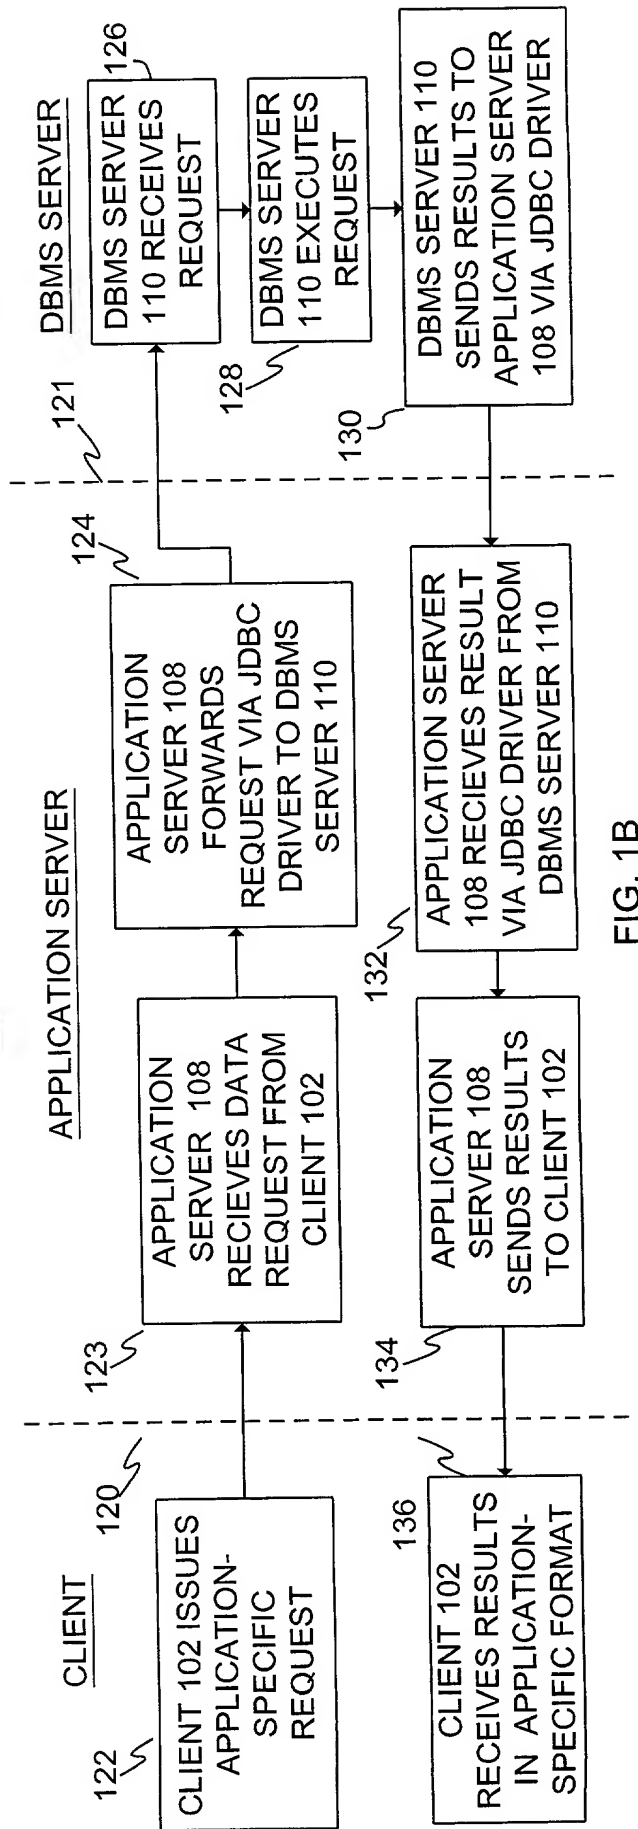 CLIENT
APPLICATION SERVER
DBMS SERVER
120
121
122
CLIENT 102 ISSUES
APPLICATION-
SPECIFIC
REQUEST
123
APPLICATION
SERVER 108
RECIEVES DATA
REQUEST FROM
CLIENT 102
124
APPLICATION
SERVER 108
FORWARDS
REQUEST VIA JDBC
DRIVER TO DBMS
SERVER 110
126
DBMS SERVER
110 RECEIVES
REQUEST
128
DBMS SERVER
110 EXECUTES
REQUEST
130
DBMS SERVER 110
SENDS RESULTS TO
APPLICATION SERVER
108 VIA JDBC DRIVER
132
APPLICATION SERVER
108 RECIEVES RESULT
VIA JDBC DRIVER FROM
DBMS SERVER 110
134
APPLICATION
SERVER 108
SENDS RESULTS
TO CLIENT 102
136
CLIENT 102
RECEIVES RESULTS
IN APPLICATION-
SPECIFIC FORMAT
FIG. 1B